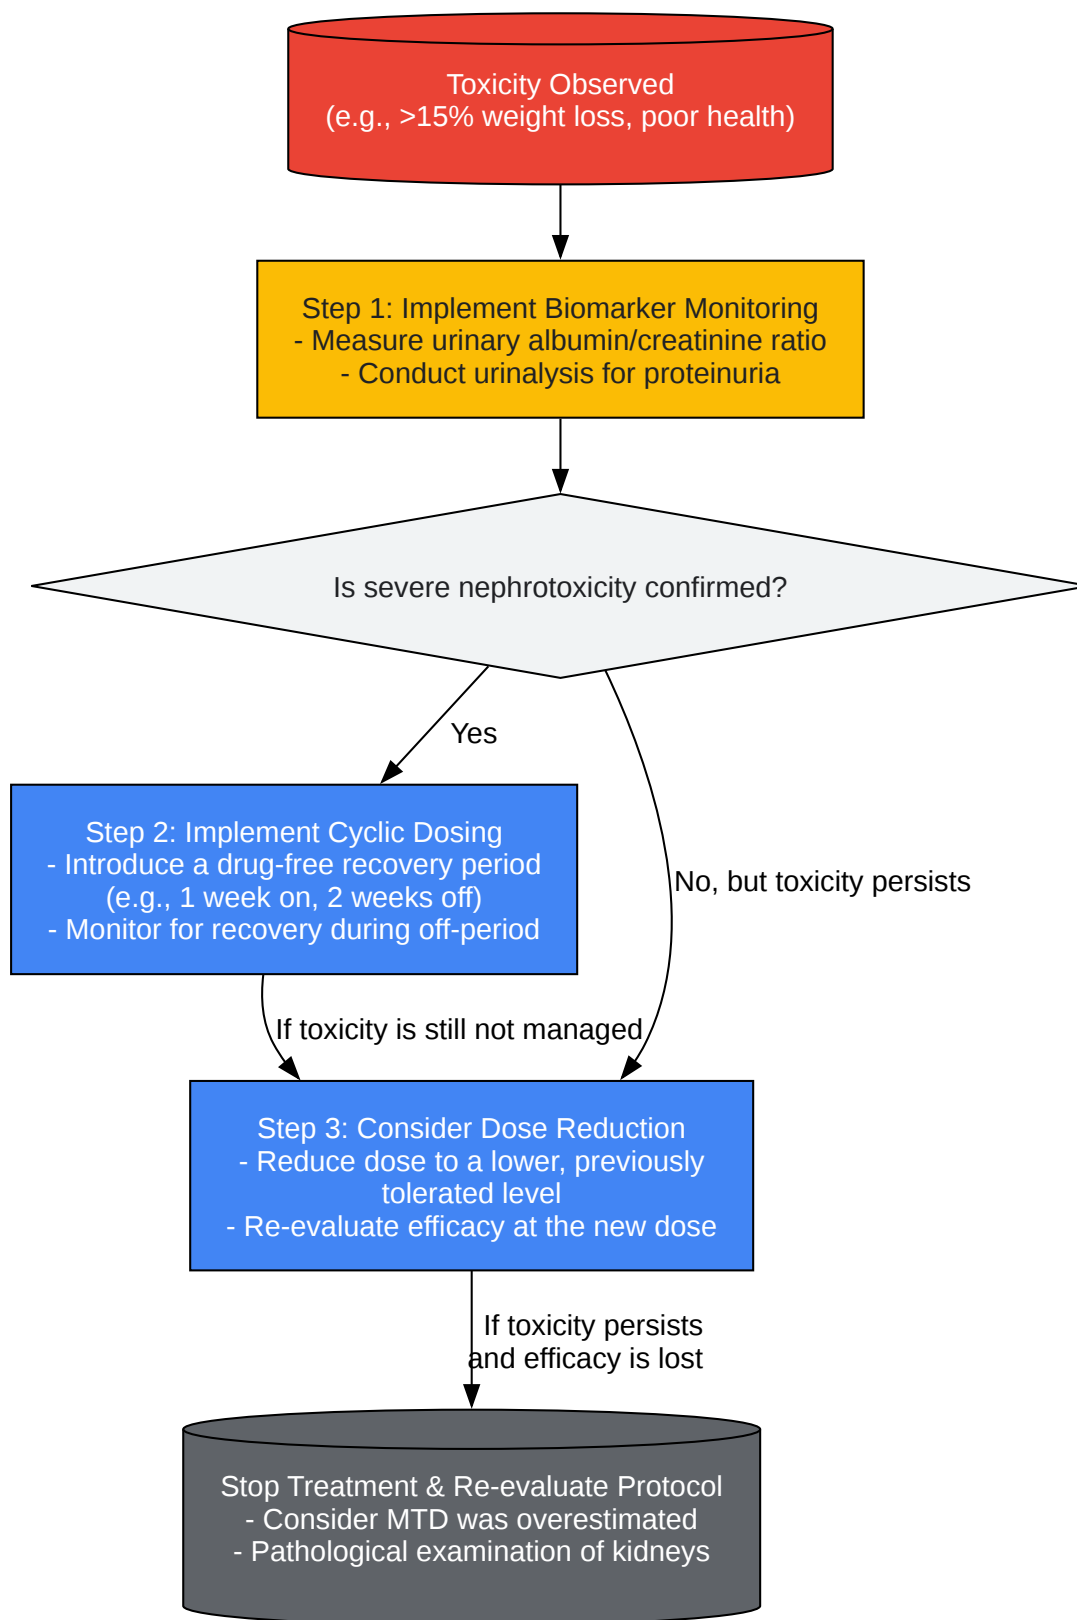 Toxicity Observed
(e.g., >15% weight loss, poor health)
Step 1: Implement Biomarker Monitoring
- Measure urinary albumin/creatinine ratio
- Conduct urinalysis for proteinuria
Is severe nephrotoxicity confirmed?
Yes
Step 2: Implement Cyclic Dosing
- Introduce a drug-free recovery period
(e.g., 1 week on, 2 weeks off)
- Monitor for recovery during off-period
No, but toxicity persists
If toxicity is still not managed
Step 3: Consider Dose Reduction
- Reduce dose to a lower, previously
tolerated level
- Re-evaluate efficacy at the new dose
If toxicity persists
and efficacy is lost
Stop Treatment & Re-evaluate Protocol
- Consider MTD was overestimated
- Pathological examination of kidneys